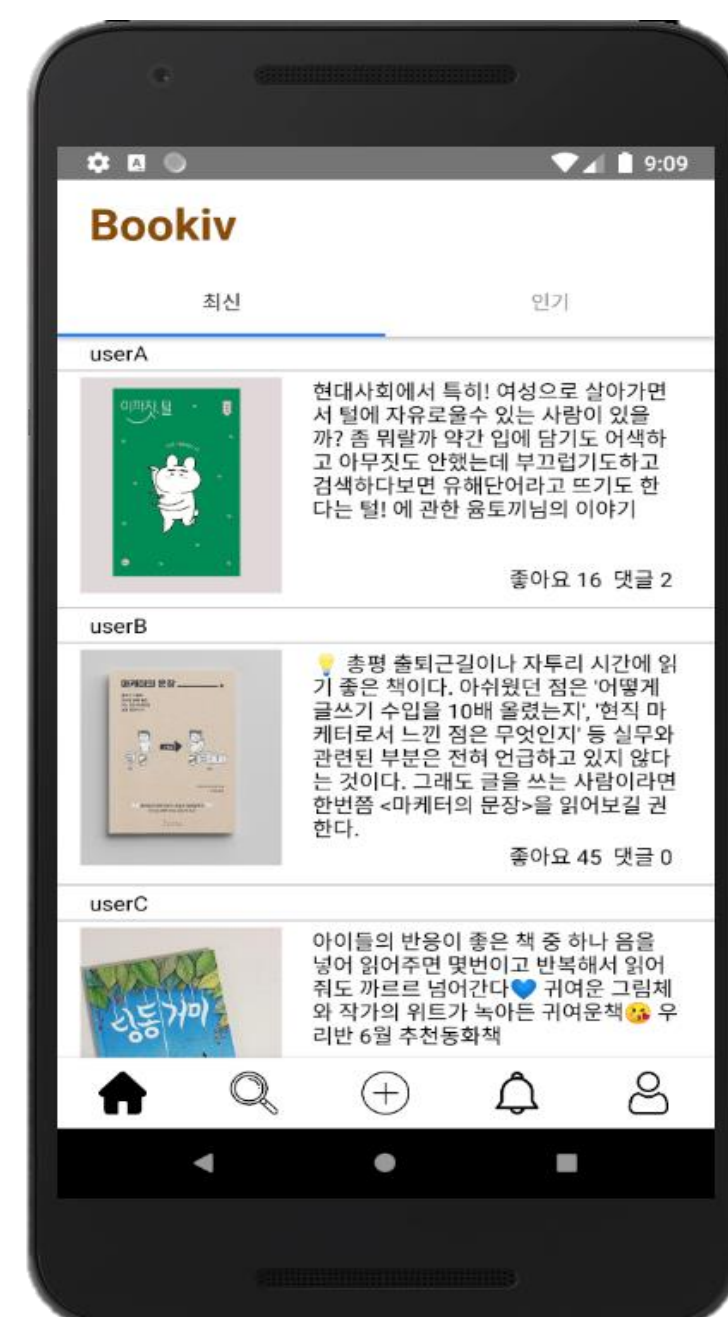 9:09
Bookiv
최신
인기
userA
이까짓, 털
현대사회에서 특히! 여성으로 살아가면
서 털에 자유로울수 있는 사람이 있을
까? 좀 뭐랄까 약간 입에 담기도 어색하
고 아무짓도 안했는데 부끄럽기도하고
검색하다보면 유해단어라고 뜨기도 한
다는 털! 에 관한 윰토끼님의 이야기
좋아요 16 댓글 2
userB
마케터의 문장
💡 총평 출퇴근길이나 자투리 시간에 읽
기 좋은 책이다. 아쉬웠던 점은 '어떻게
글쓰기 수입을 10배 올렸는지', '현직 마
케터로서 느낀 점은 무엇인지' 등 실무와
관련된 부분은 전혀 언급하고 있지 않다
는 것이다. 그래도 글을 쓰는 사람이라면
한번쯤 <마케터의 문장>을 읽어보길 권
한다.
좋아요 45 댓글 0
userC
딩동거미
아이들의 반응이 좋은 책 중 하나 음을
넣어 읽어주면 몇번이고 반복해서 읽어
줘도 까르르 넘어간다💙 귀여운 그림체
와 작가의 위트가 녹아든 귀여운책😘 우
리반 6월 추천동화책